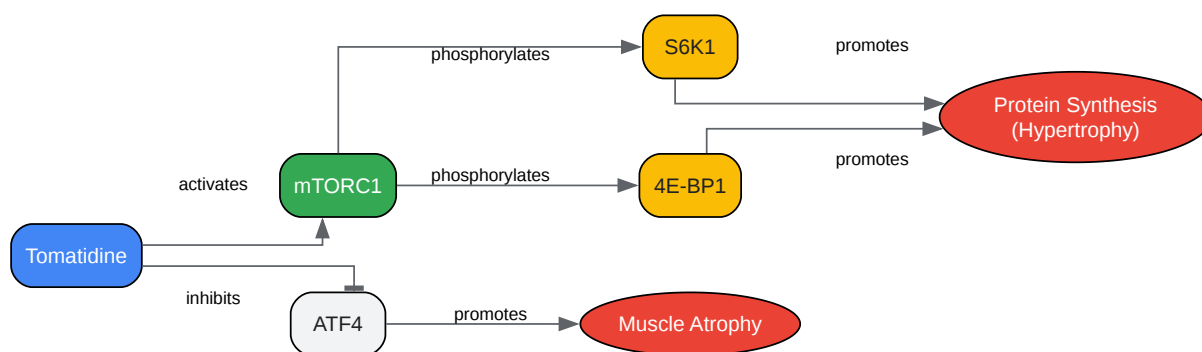 S6K1
promotes
phosphorylates
Protein Synthesis
(Hypertrophy)
promotes
phosphorylates
4E-BP1
mTORC1
activates
Tomatidine
inhibits
ATF4
promotes
Muscle Atrophy